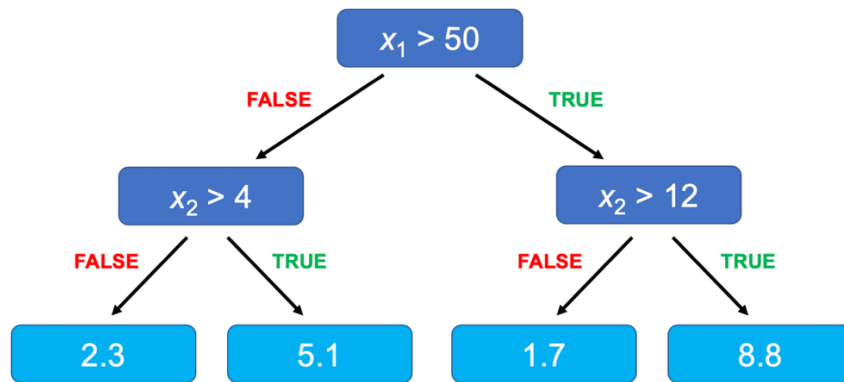 x₁ > 50
FALSE TRUE
x₂ > 4 x₂ > 12
FALSE TRUE FALSE TRUE
2.3 5.1 1.7 8.8